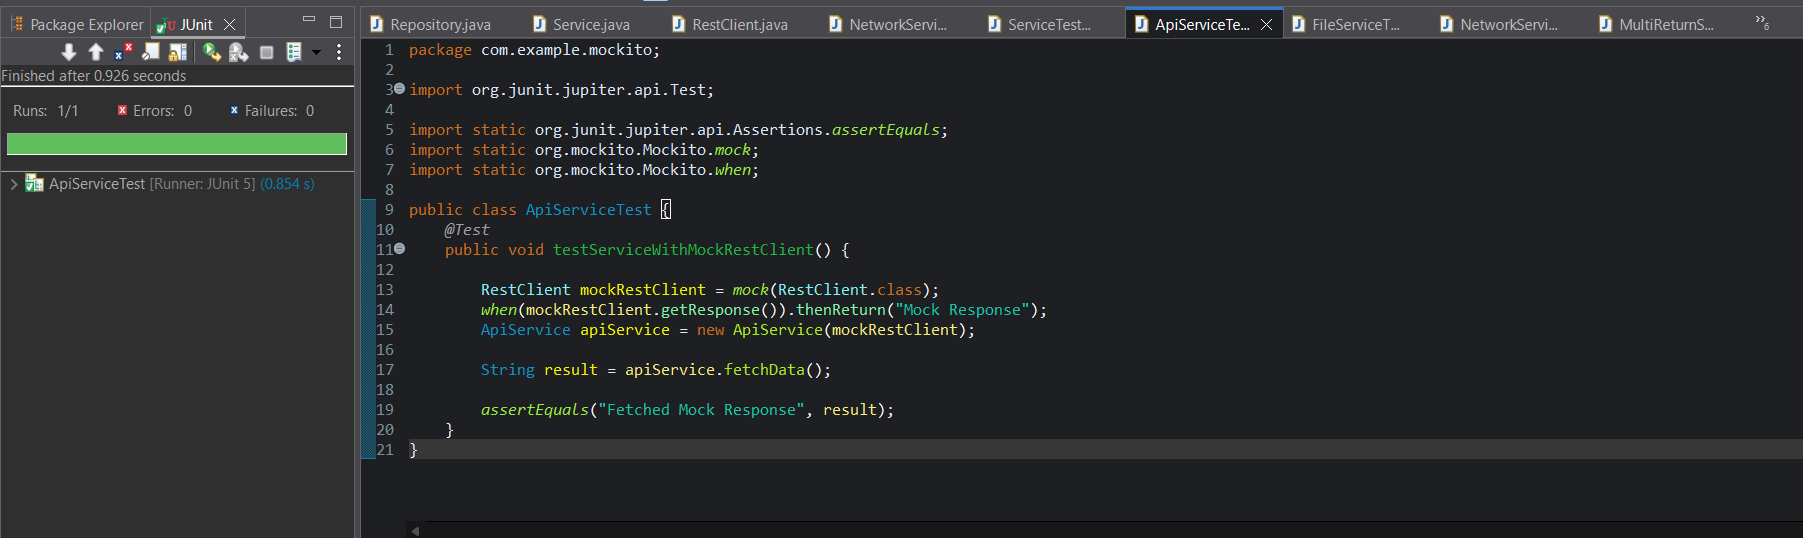 Package Explorer JUnit
Finished after 0.926 seconds
Runs: 1/1 Errors: 0 Failures: 0
ApiServiceTest [Runner: JUnit 5] (0.854 s)
Repository.java Service.java RestClient.java NetworkServi... ServiceTest... ApiServiceTe... FileServiceT... NetworkServi... MultiReturnS... »6
1 package com.example.mockito;
2
3 import org.junit.jupiter.api.Test;
4
5 import static org.junit.jupiter.api.Assertions.assertEquals;
6 import static org.mockito.Mockito.mock;
7 import static org.mockito.Mockito.when;
8
9 public class ApiServiceTest {
10 @Test
11 public void testServiceWithMockRestClient() {
12
13 RestClient mockRestClient = mock(RestClient.class);
14 when(mockRestClient.getResponse()).thenReturn("Mock Response");
15 ApiService apiService = new ApiService(mockRestClient);
16
17 String result = apiService.fetchData();
18
19 assertEquals("Fetched Mock Response", result);
20 }
21 }